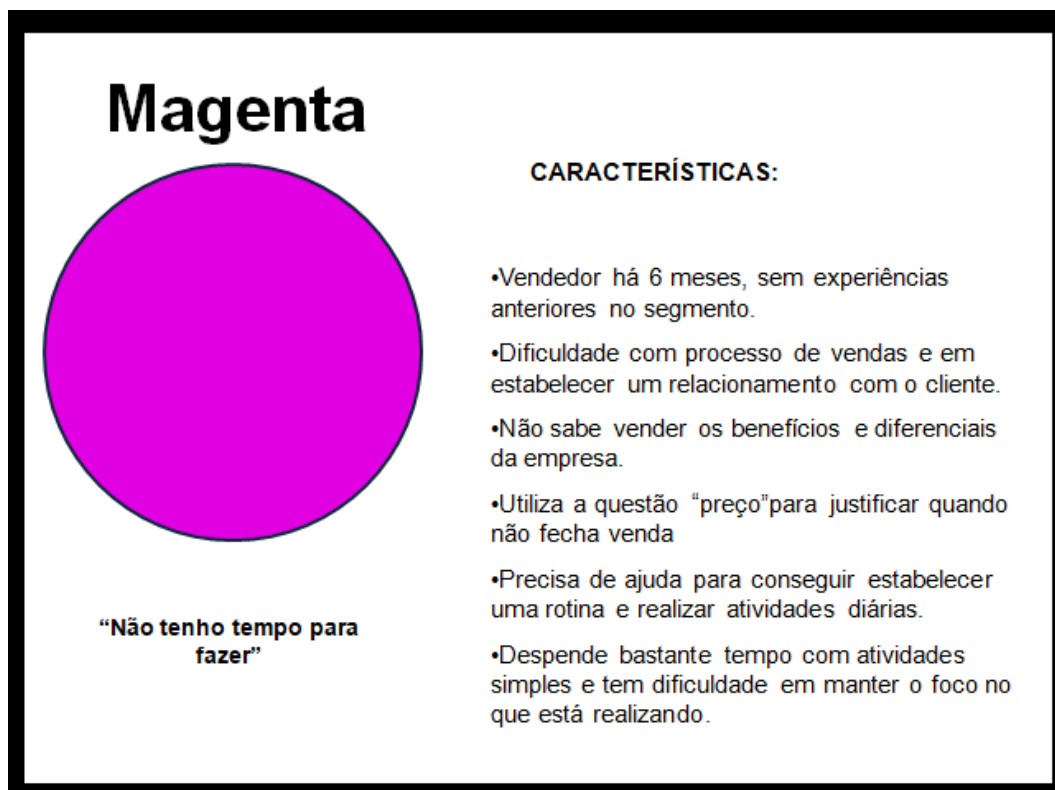 Magenta
CARACTERÍSTICAS:
•Vendedor há 6 meses, sem experiências
anteriores no segmento.
•Dificuldade com processo de vendas e em
estabelecer um relacionamento com o cliente.
•Não sabe vender os benefícios e diferenciais
da empresa.
•Utiliza a questão “preço”para justificar quando
não fecha venda
•Precisa de ajuda para conseguir estabelecer
uma rotina e realizar atividades diárias.
•Despende bastante tempo com atividades
simples e tem dificuldade em manter o foco no
que está realizando.
“Não tenho tempo para
fazer”